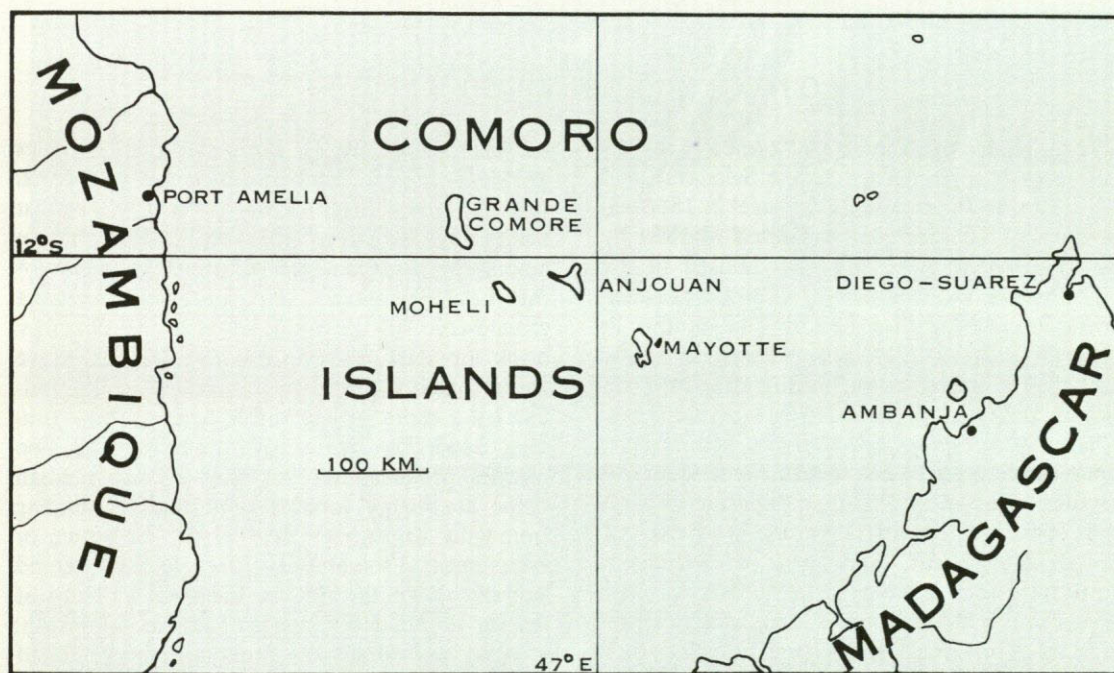 MOZAMBIQUE
COMORO
PORT AMELIA
GRANDE
COMORE
12°S
ANJOUAN
DIEGO-SUAREZ
MOHELI
MAYOTTE
ISLANDS
AMBANJA
100 KM.
MADAGASCAR
47°E